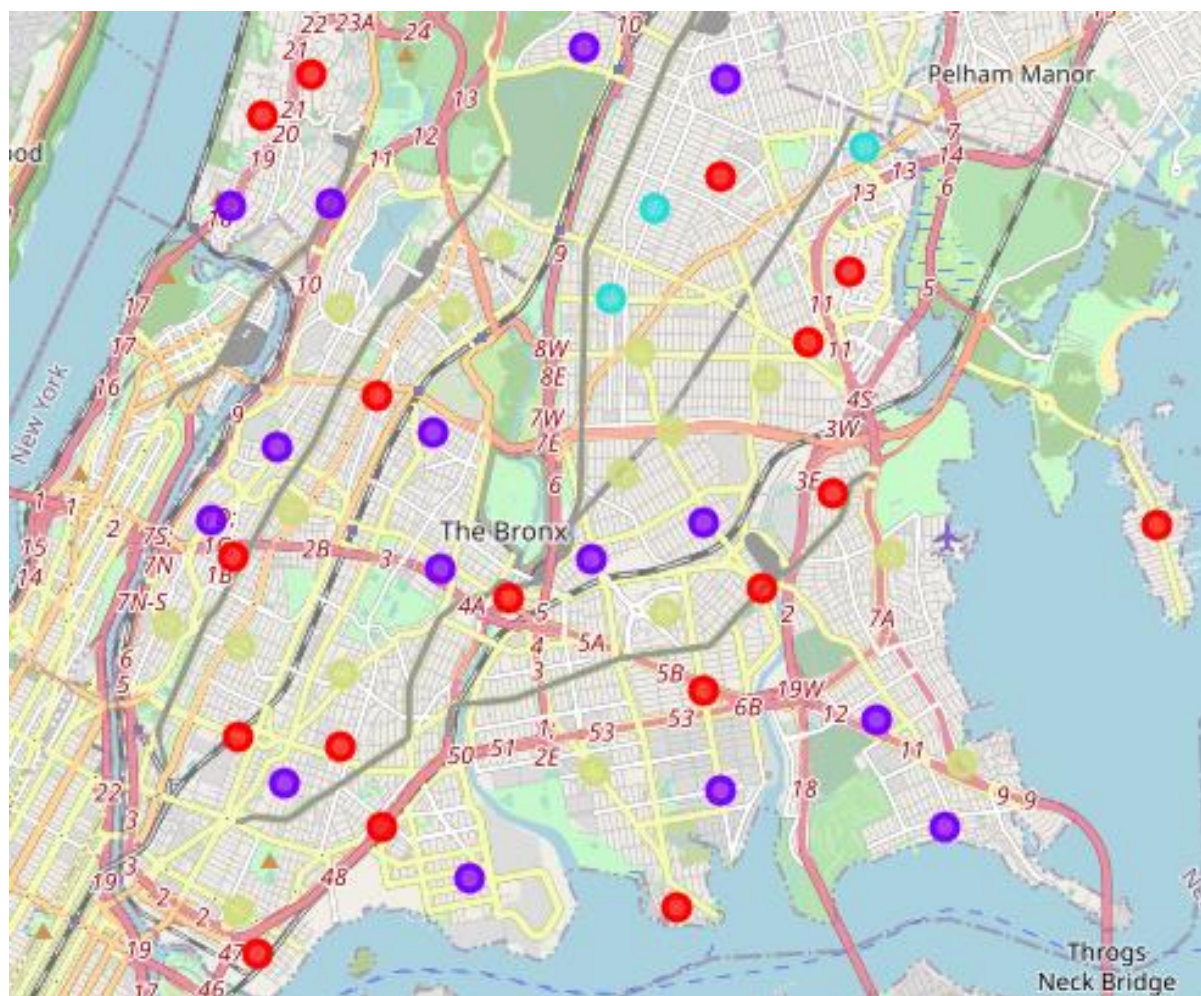 22 23A
24
10
21
13
Pelham Manor
21
20
12
7
14
19
11
13
13
6
ood
9
17
10
5
11
17
8W
11
16
8E
4S
New York
9
7W
7E
3W
1
1
6
3E
2
The Bronx
15
7S;
2B
3
14
7N
1B
7N-S
4A
5
2
4
5A
7A
6
3
5
5B
19W
6B
12
53
1;
53
11
50
51
2E
22
18
9
9
3
3
48
19
2
2
19
47
Throgs
17
46
Neck Bridge